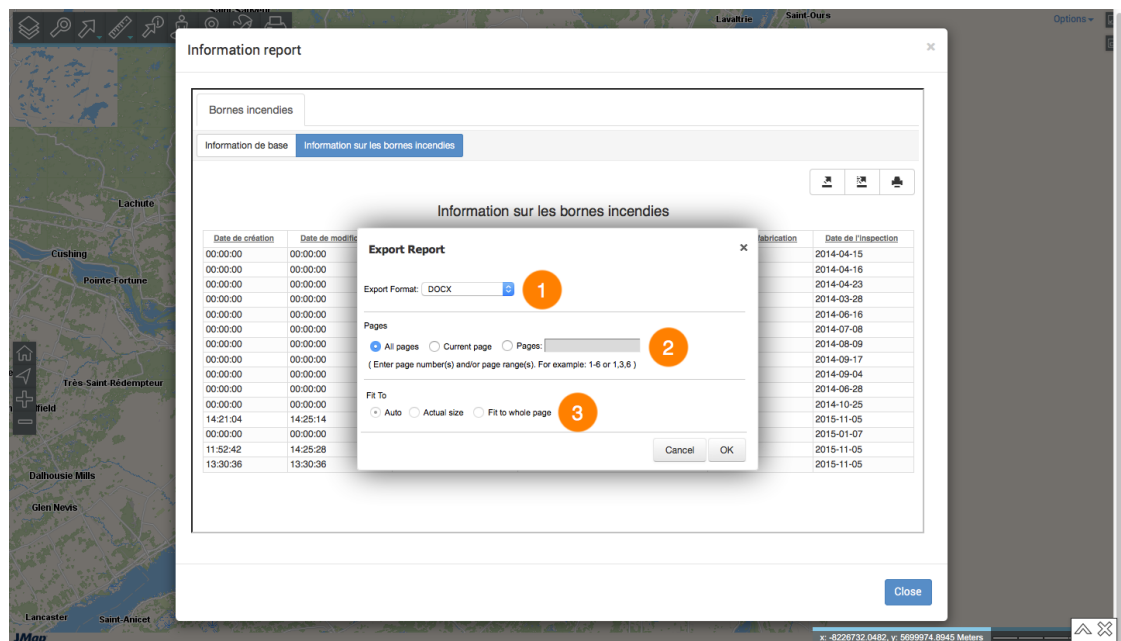 Lavaltrie
Saint-Ours
Options
Information report
×
Bornes incendies
Information de base
Information sur les bornes incendies
Lachute
Information sur les bornes incendies
Date de création Date de modific fabrication Date de l'inspection
00:00:00 00:00:00 2014-04-15
00:00:00 00:00:00 2014-04-16
00:00:00 00:00:00 2014-04-23
00:00:00 00:00:00 2014-03-28
00:00:00 00:00:00 2014-06-16
00:00:00 00:00:00 2014-07-08
00:00:00 00:00:00 2014-08-09
00:00:00 00:00:00 2014-09-17
00:00:00 00:00:00 2014-09-04
00:00:00 00:00:00 2014-06-28
00:00:00 00:00:00 2014-10-25
14:21:04 14:25:14 2015-11-05
00:00:00 00:00:00 2015-01-07
11:52:42 14:25:28 2015-11-05
13:30:36 13:30:36 2015-11-05
Export Report ×
Export Format: DOCX 1
Pages
All pages Current page Pages: 2
( Enter page number(s) and/or page range(s). For example: 1-6 or 1,3,6 )
Fit To
Auto Actual size Fit to whole page 3
Cancel OK
Cushing
Pointe-Fortune
Très-Saint-Rédempteur
field
Dalhousie Mills
Glen Nevis
Close
Lancaster
Saint-Anicet
JMap
x: -8226732.0482, y: 5699974.8945 Meters